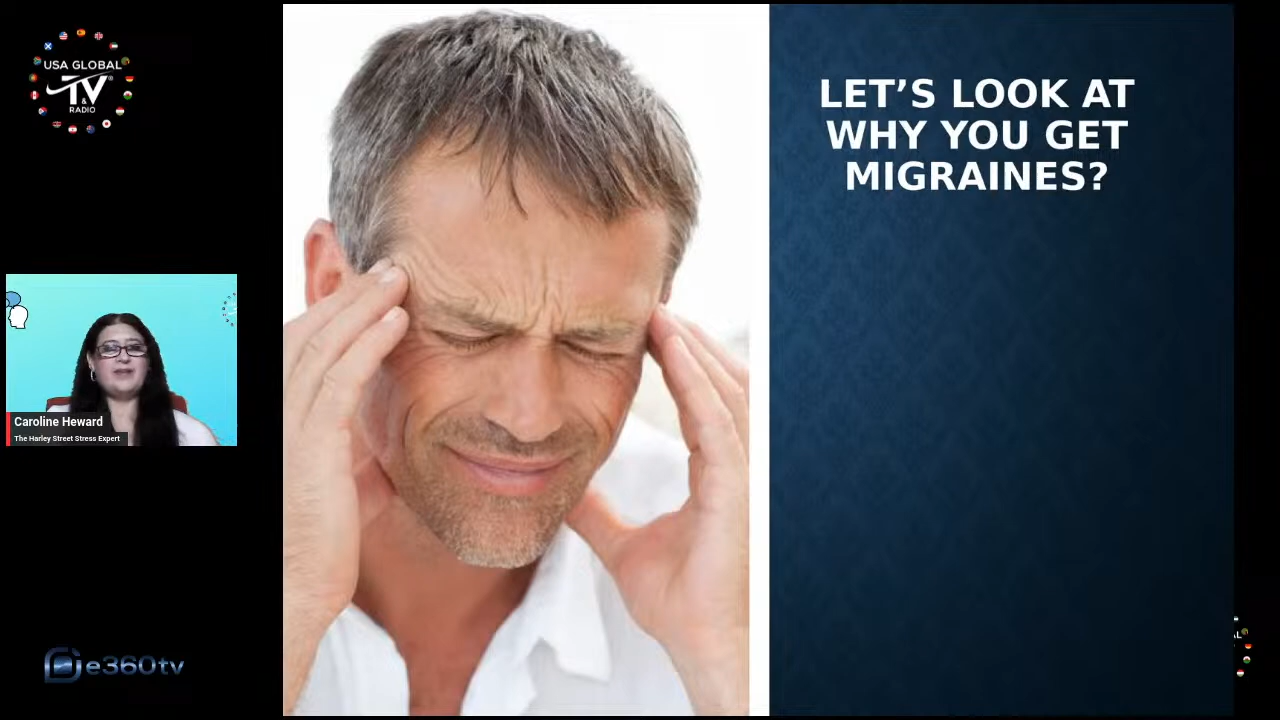 USA GLOBAL
TV
&
RADIO
LET'S LOOK AT
WHY YOU GET
MIGRAINES?
Caroline Heward
The Harley Street Stress Expert
e360tv